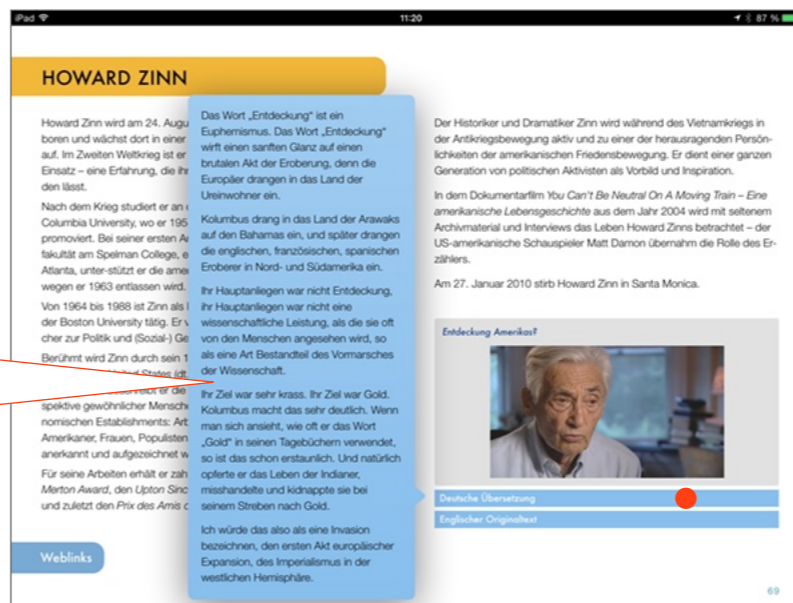 iPad
11:20
87 %
HOWARD ZINN
Howard Zinn wird am 24. Augu
boren und wächst dort in einer
auf. Im Zweiten Weltkrieg ist er
Einsatz – eine Erfahrung, die ihn
den lässt.
Nach dem Krieg studiert er an
Columbia University, wo er 195
promoviert. Bei seiner ersten
fakultät am Spelman College, e
Atlanta, unter-stützt er die amer
wegen er 1963 entlassen wird.
Von 1964 bis 1988 ist Zinn als
der Boston University tätig. Er v
cher zur Politik und (Sozial-) Ge
Berühmt wird Zinn durch sein 1
States (dt.
er die
spektive gewöhnlicher Mensche
nomischen Establishments: Arb
Amerikaner, Frauen, Populisten
anerkannt und aufgezeichnet w
Für seine Arbeiten erhält er zah
Merton Award, den Upton Sinc
und zuletzt den Prix des Amis d
Weblinks
Das Wort „Entdeckung“ ist ein
Euphemismus. Das Wort „Entdeckung“
wirft einen sanften Glanz auf einen
brutalen Akt der Eroberung, denn die
Europäer drangen in das Land der
Ureinwohner ein.
Kolumbus drang in das Land der Arawaks
auf den Bahamas ein, und später drangen
die englischen, französischen, spanischen
Eroberer in Nord- und Südamerika ein.
Ihr Hauptanliegen war nicht Entdeckung,
ihr Hauptanliegen war nicht eine
wissenschaftliche Leistung, als die sie oft
von den Menschen angesehen wird, so
als eine Art Bestandteil des Vormarsches
der Wissenschaft.
Ihr Ziel war sehr krass. Ihr Ziel war Gold.
Kolumbus macht das sehr deutlich. Wenn
man sich ansieht, wie oft er das Wort
„Gold“ in seinen Tagebüchern verwendet,
so ist das schon erstaunlich. Und natürlich
opferte er das Leben der Indianer,
misshandelte und kidnappte sie bei
seinem Streben nach Gold.
Ich würde das also als eine Invasion
bezeichnen, den ersten Akt europäischer
Expansion, des Imperialismus in der
westlichen Hemisphäre.
Der Historiker und Dramatiker Zinn wird während des Vietnamkriegs in
der Antikriegsbewegung aktiv und zu einer der herausragenden Persön-
lichkeiten der amerikanischen Friedensbewegung. Er dient einer ganzen
Generation von politischen Aktivisten als Vorbild und Inspiration.
In dem Dokumentarfilm You Can't Be Neutral On A Moving Train – Eine
amerikanische Lebensgeschichte aus dem Jahr 2004 wird mit seltenem
Archivmaterial und Interviews das Leben Howard Zinns betrachtet – der
US-amerikanische Schauspieler Matt Damon übernahm die Rolle des Er-
zählers.
Am 27. Januar 2010 stirb Howard Zinn in Santa Monica.
Entdeckung Amerikas?
Deutsche Übersetzung
Englischer Originaltext
69